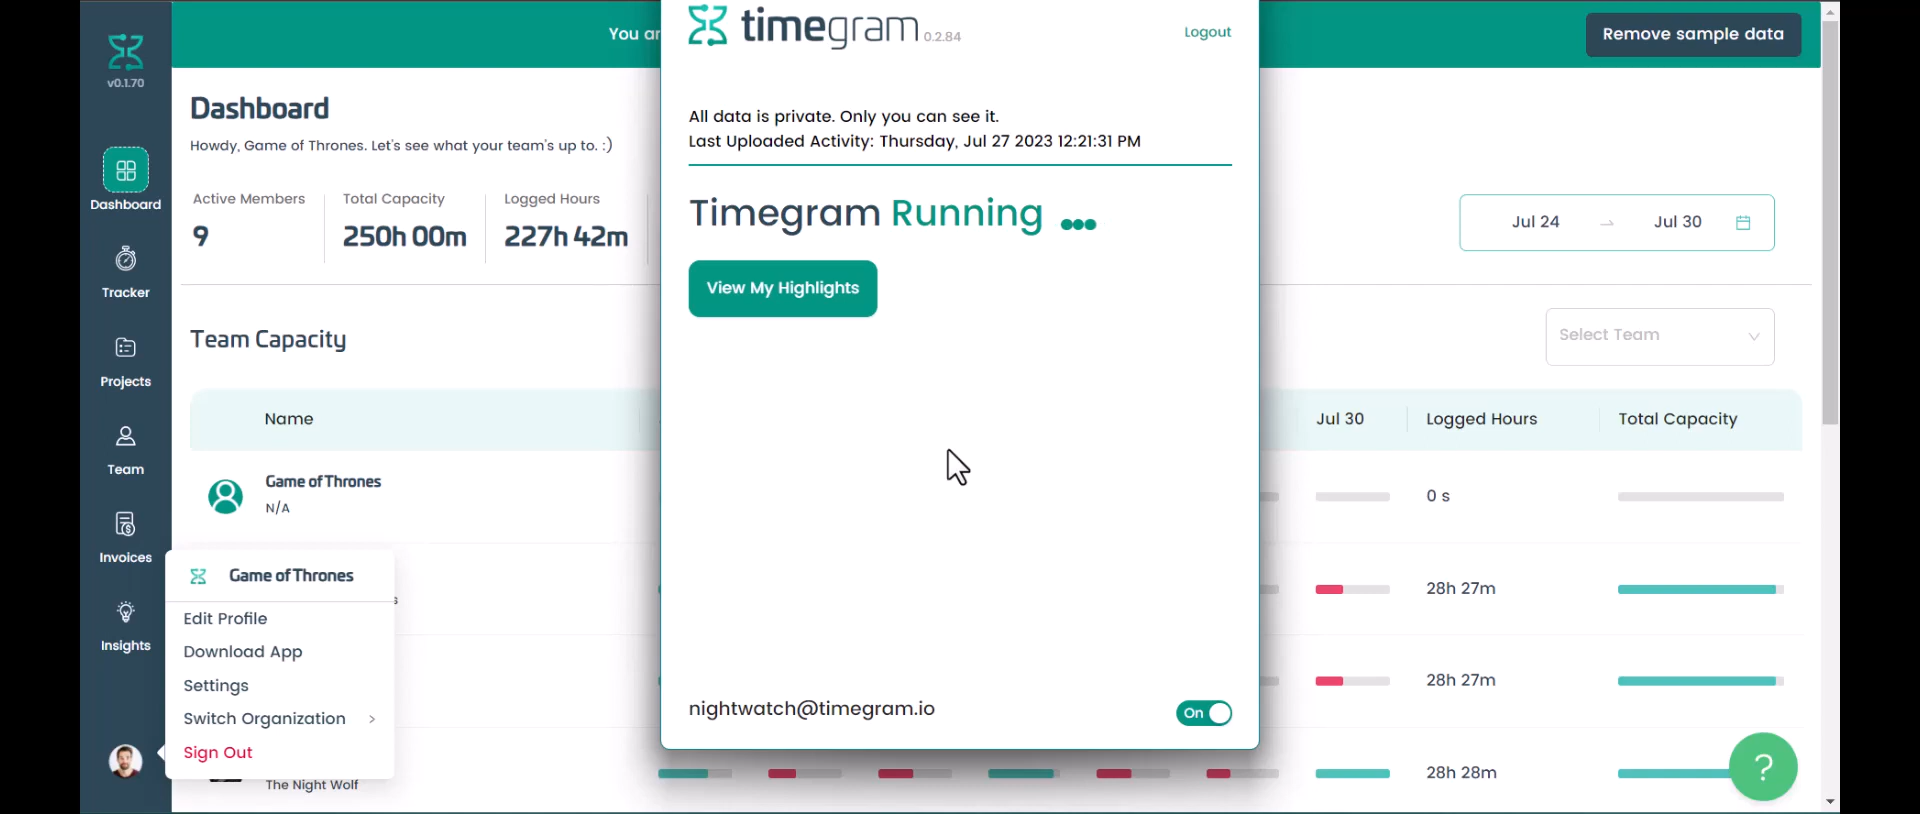 v0.1.70
Dashboard
Tracker
Projects
Team
Invoices
Insights
You
Remove sample data
Dashboard
Howdy, Game of Thrones. Let's see what your team's up to. :)
Active Members
9
Total Capacity
250h 00m
Logged Hours
227h 42m
Jul 24 → Jul 30
Team Capacity
Select Team
Name
Jul 30
Logged Hours
Total Capacity
Game of Thrones
N/A
0 s
28h 27m
28h 27m
The Night Wolf
28h 28m
?
Game of Thrones
Edit Profile
Download App
Settings
Switch Organization >
Sign Out
timegram 0.2.84
Logout
All data is private. Only you can see it.
Last Uploaded Activity: Thursday, Jul 27 2023 12:21:31 PM
Timegram Running
View My Highlights
nightwatch@timegram.io
On